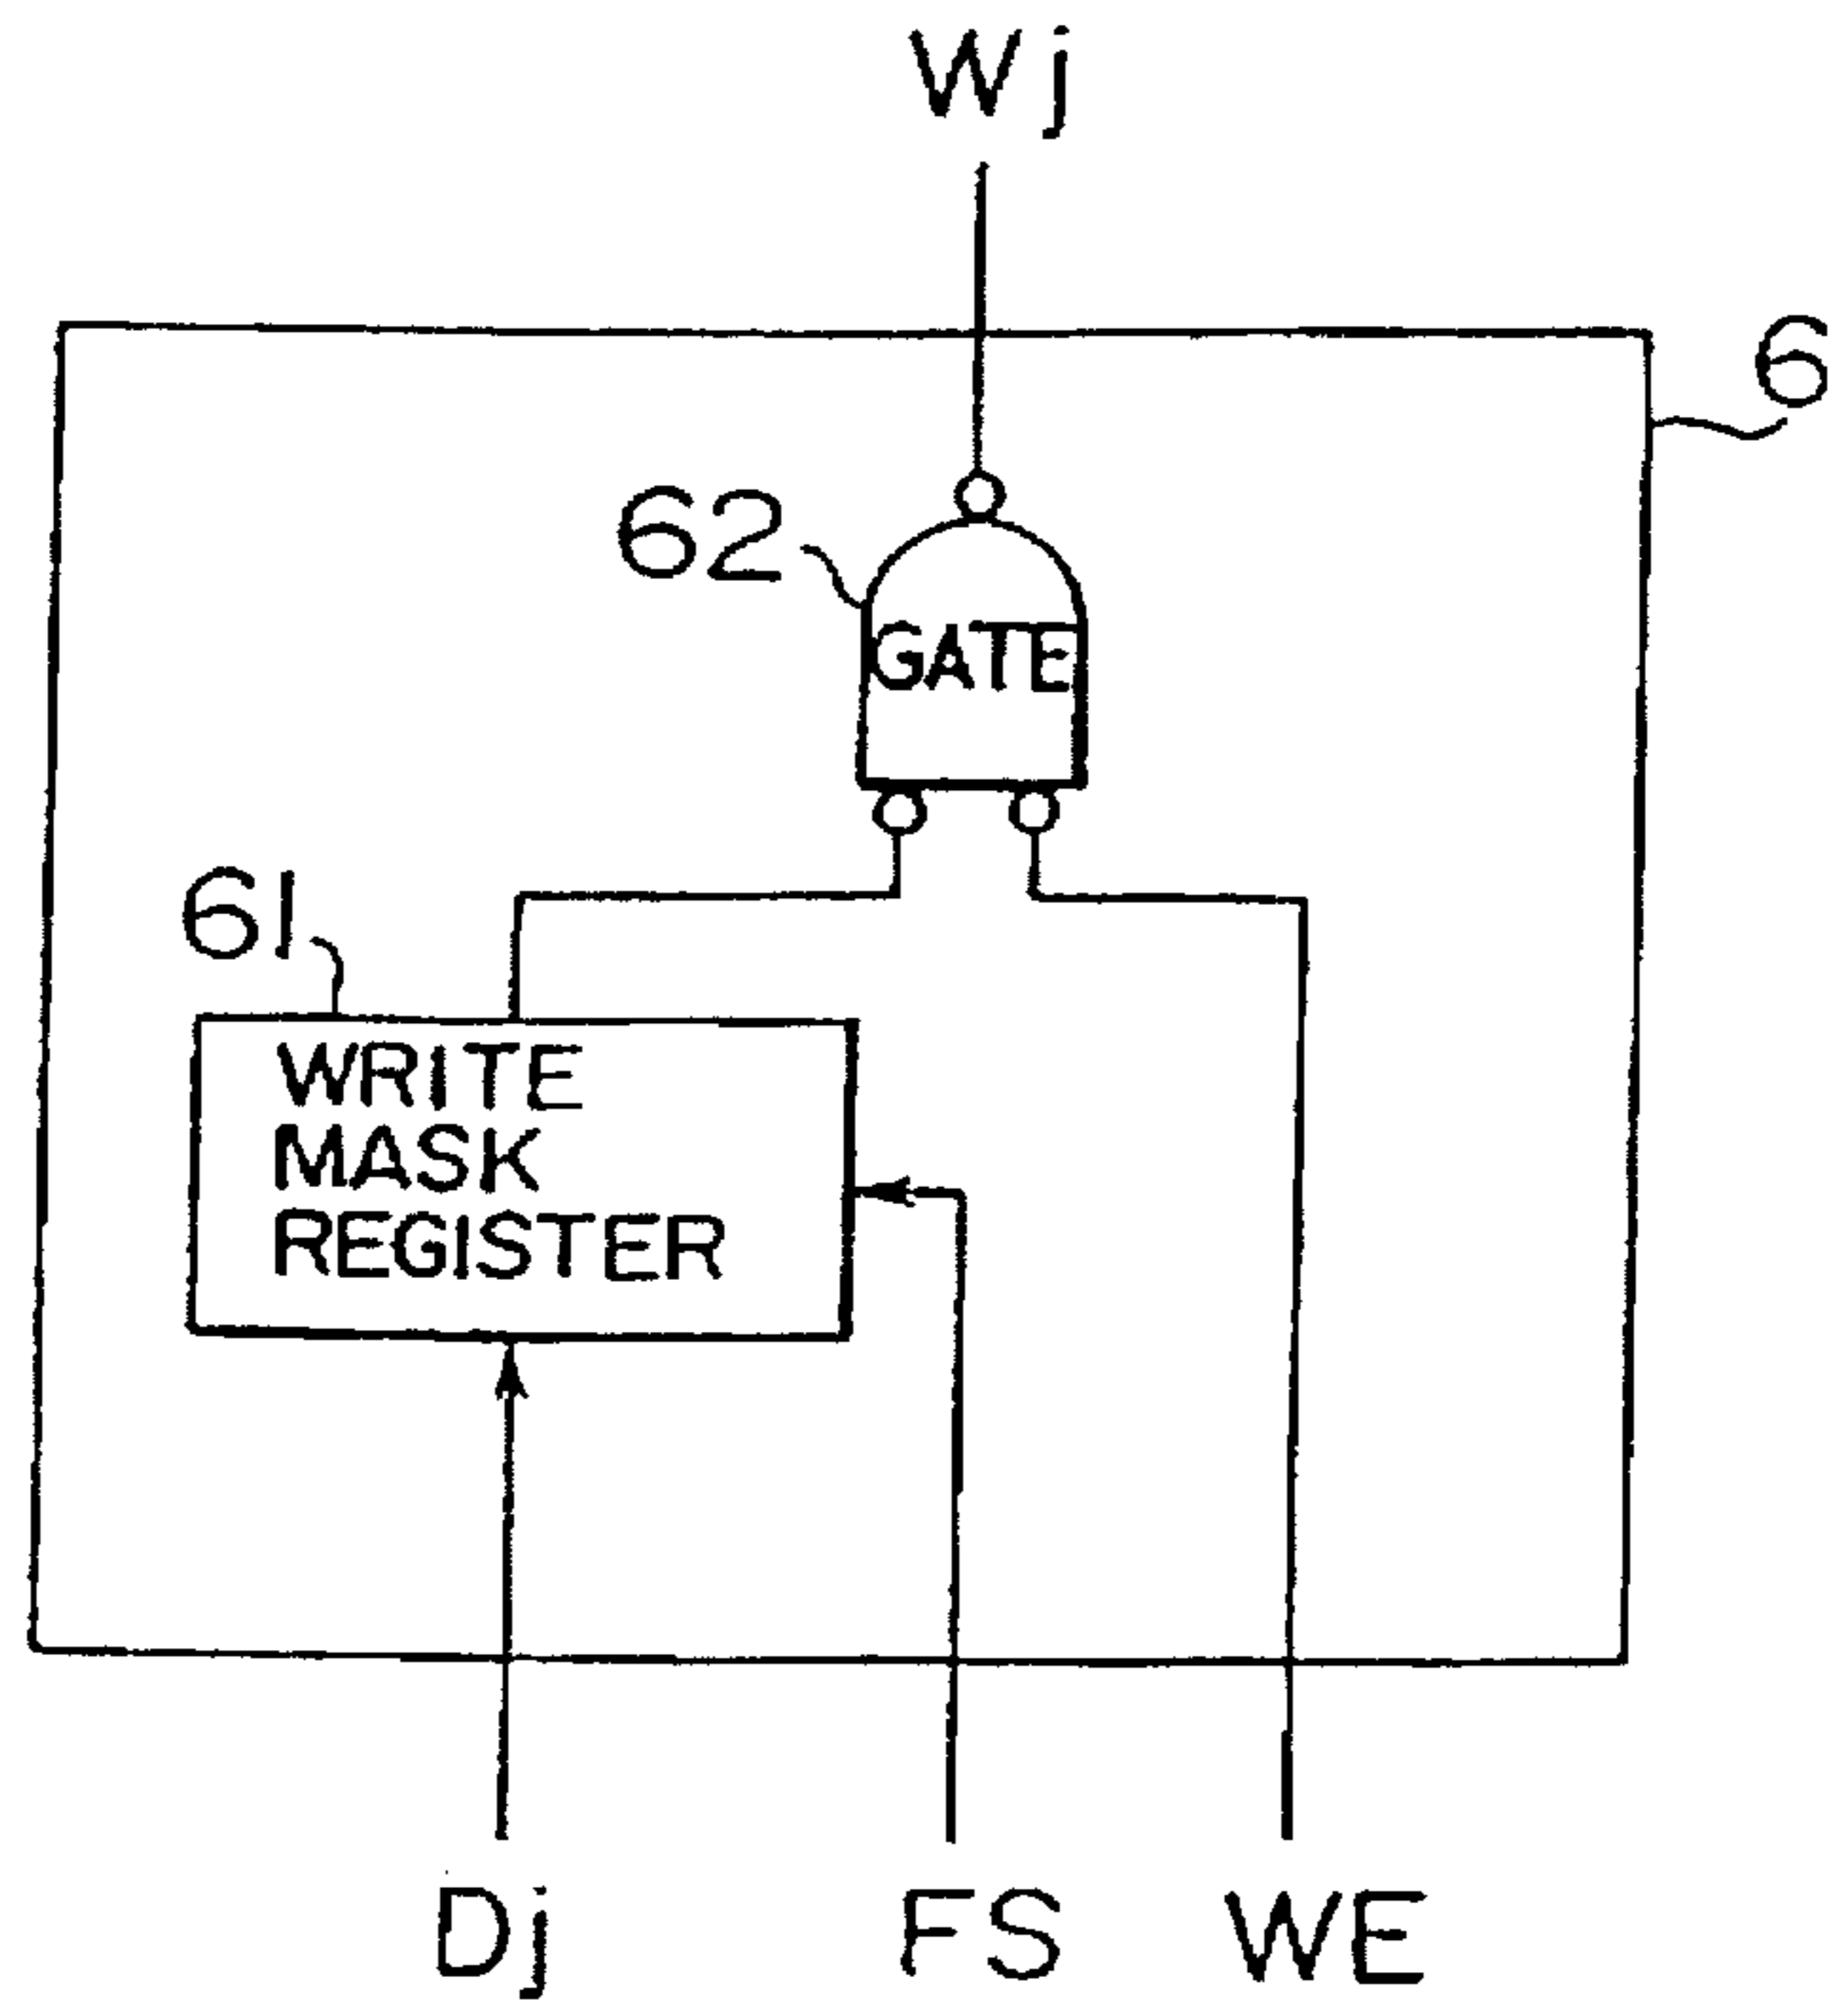 Wj
6
62
GATE
61
WRITE
MASK
REGISTER
Dj FS WE